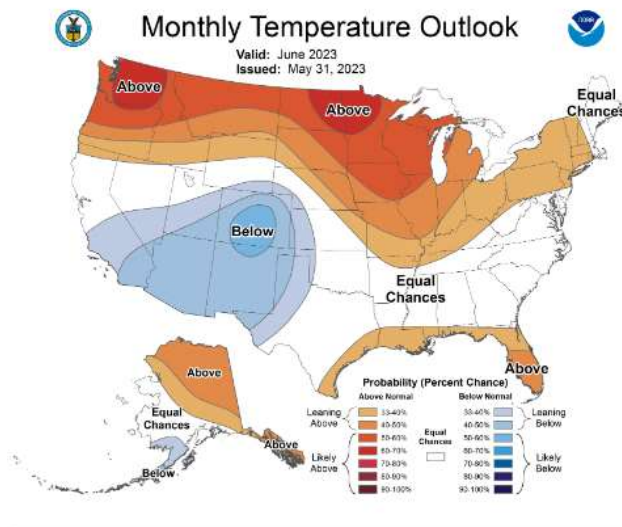 Monthly Temperature Outlook
Valid: June 2023
Issued: May 31, 2023
NOAA
Above
Above
Equal
Chances
Below
Equal
Chances
Above
Above
Equal
Chances
Above
Below
Probability (Percent Chance)
Above Normal
Below Normal
Leaning
Above
Likely
Above
33-40%
40-50%
50-60%
60-70%
70-80%
80-90%
90-100%
Equal
Chances
33-40%
40-50%
50-60%
60-70%
70-80%
80-90%
90-100%
Leaning
Below
Likely
Below